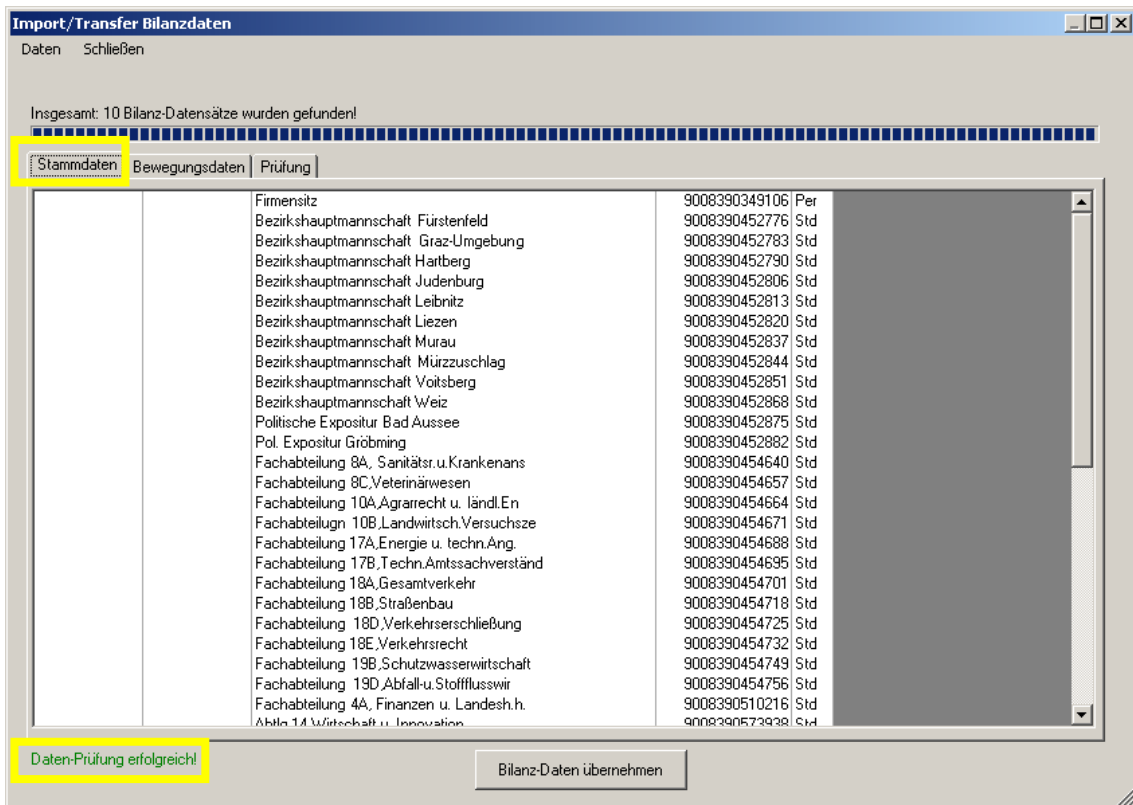 Import/Transfer Bilanzdaten
Daten Schließen
Insgesamt: 10 Bilanz-Datensätze wurden gefunden!
Stammdaten Bewegungsdaten Prüfung
Firmensitz 9008390349106 Per
Bezirkshauptmannschaft Fürstenfeld 9008390452776 Std
Bezirkshauptmannschaft Graz-Umgebung 9008390452783 Std
Bezirkshauptmannschaft Hartberg 9008390452790 Std
Bezirkshauptmannschaft Judenburg 9008390452806 Std
Bezirkshauptmannschaft Leibnitz 9008390452813 Std
Bezirkshauptmannschaft Liezen 9008390452820 Std
Bezirkshauptmannschaft Murau 9008390452837 Std
Bezirkshauptmannschaft Mürzzuschlag 9008390452844 Std
Bezirkshauptmannschaft Voitsberg 9008390452851 Std
Bezirkshauptmannschaft Weiz 9008390452868 Std
Politische Expositur Bad Aussee 9008390452875 Std
Pol. Expositur Gröbming 9008390452882 Std
Fachabteilung 8A, Sanitätsr.u.Krankenans 9008390454640 Std
Fachabteilung 8C,Veterinärwesen 9008390454657 Std
Fachabteilung 10A,Agrarrecht u. ländl.En 9008390454664 Std
Fachabteilugn 10B,Landwirtsch.Versuchsze 9008390454671 Std
Fachabteilung 17A,Energie u. techn.Ang. 9008390454688 Std
Fachabteilung 17B,Techn.Amtssachverständ 9008390454695 Std
Fachabteilung 18A,Gesamtverkehr 9008390454701 Std
Fachabteilung 18B,Straßenbau 9008390454718 Std
Fachabteilung 18D,Verkehrserschließung 9008390454725 Std
Fachabteilung 18E,Verkehrsrecht 9008390454732 Std
Fachabteilung 19B,Schutzwasserwirtschaft 9008390454749 Std
Fachabteilung 19D,Abfall-u.Stoffflusswir 9008390454756 Std
Fachabteilung 4A, Finanzen u. Landesh.h. 9008390510216 Std
Abtlg.14,Wirtschaft u. Innovation 9008390573938 Std
Daten-Prüfung erfolgreich!
Bilanz-Daten übernehmen